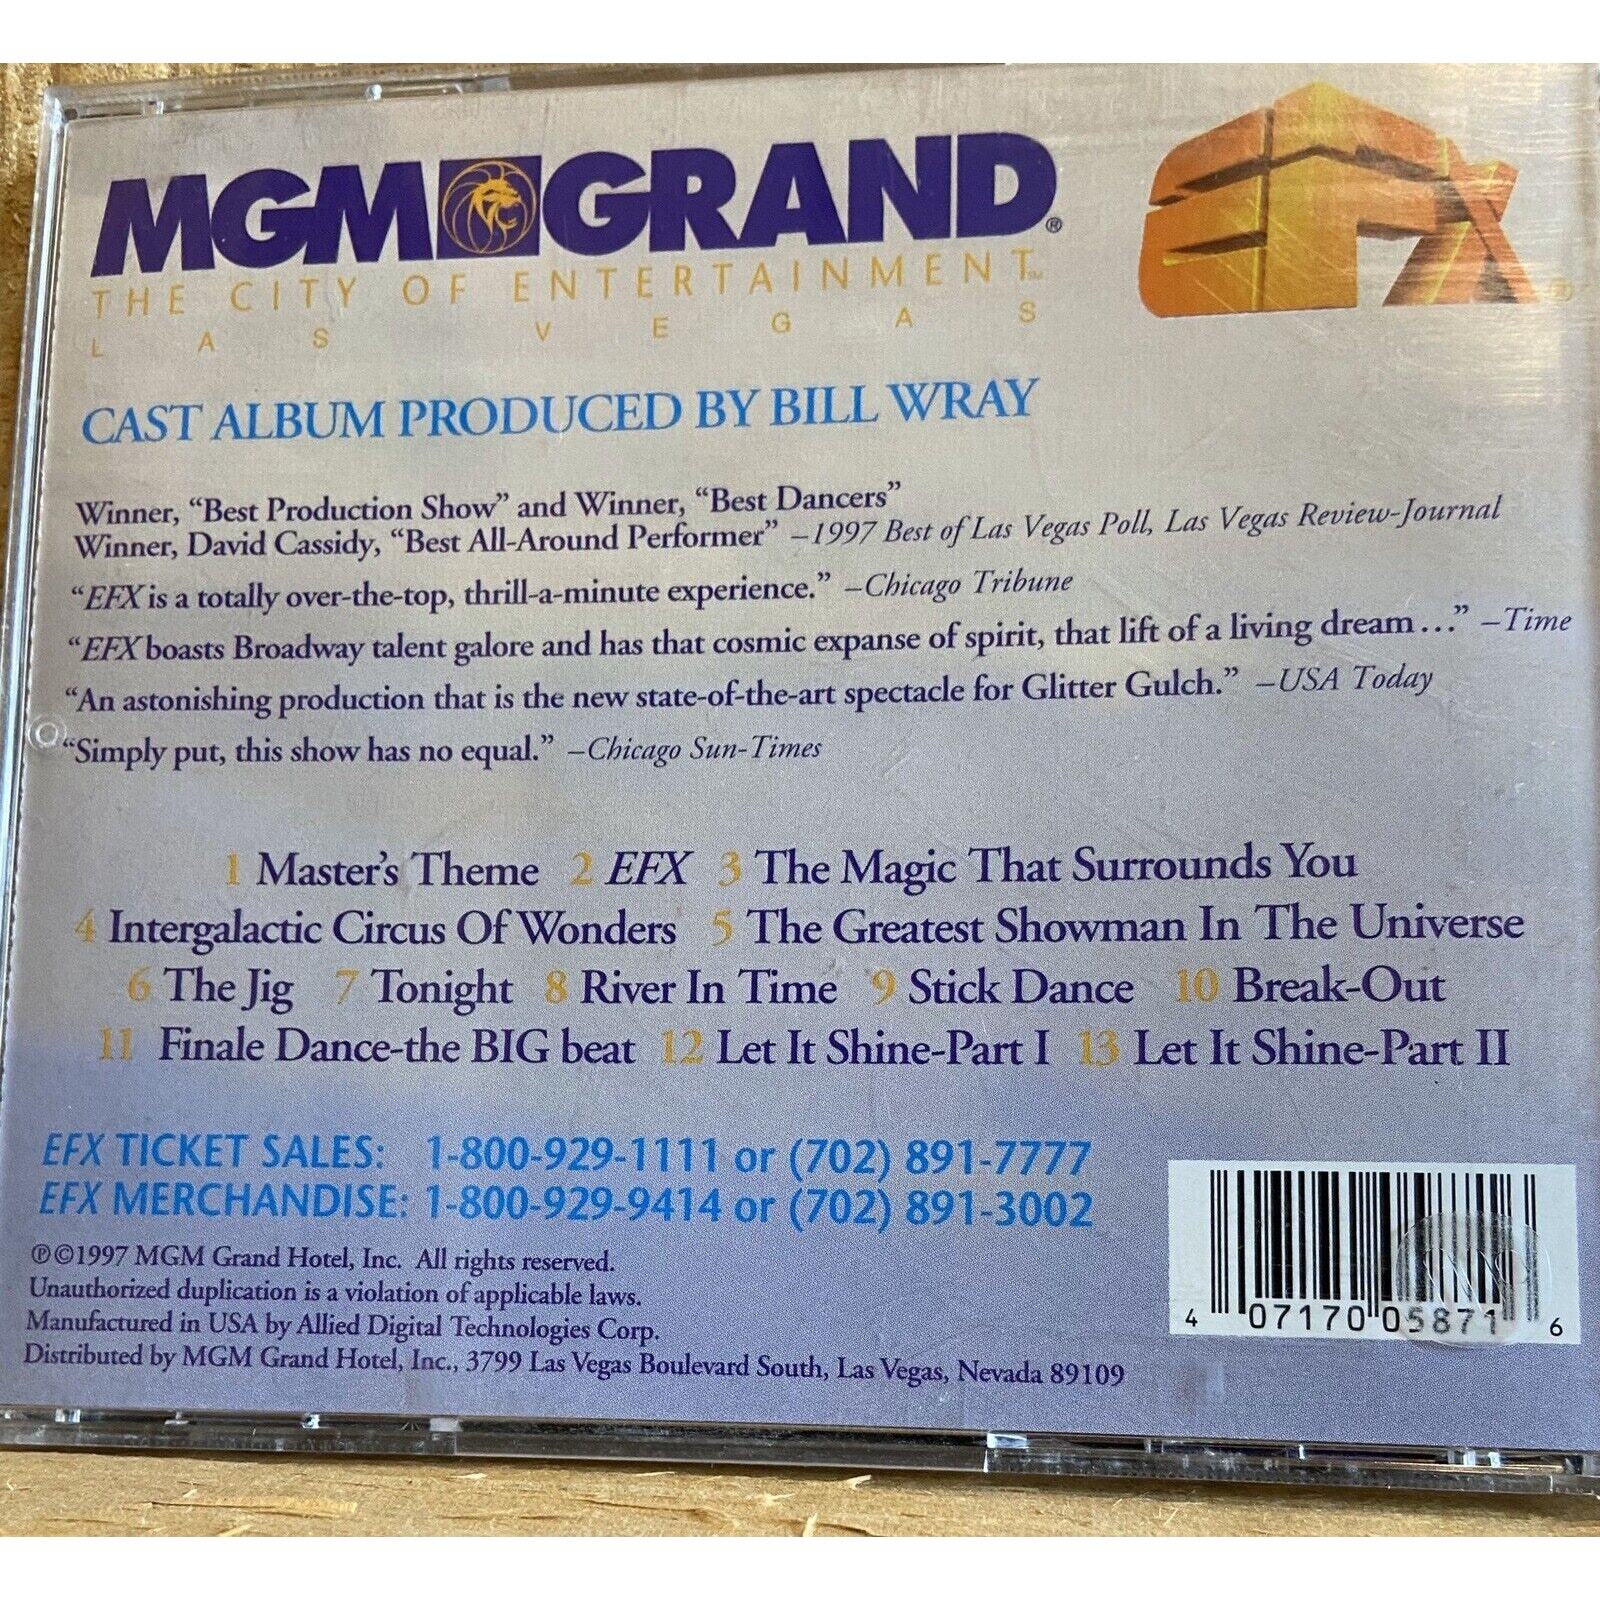 MGM GRAND®
THE CITY OF ENTERTAINMENT™
LAS VEGAS
EFX®
CAST ALBUM PRODUCED BY BILL WRAY
Winner, “Best Production Show” and Winner, “Best Dancers”
Winner, David Cassidy, “Best All-Around Performer” –1997 Best of Las Vegas Poll, Las Vegas Review-Journal
“EFX is a totally over-the-top, thrill-a-minute experience.” –Chicago Tribune
“EFX boasts Broadway talent galore and has that cosmic expanse of spirit, that lift of a living dream…” –Time
“An astonishing production that is the new state-of-the-art spectacle for Glitter Gulch.” –USA Today
“Simply put, this show has no equal.” –Chicago Sun-Times
1 Master's Theme 2 EFX 3 The Magic That Surrounds You
4 Intergalactic Circus Of Wonders 5 The Greatest Showman In The Universe
6 The Jig 7 Tonight 8 River In Time 9 Stick Dance 10 Break-Out
11 Finale Dance-the BIG beat 12 Let It Shine-Part I 13 Let It Shine-Part II
EFX TICKET SALES: 1-800-929-1111 or (702) 891-7777
EFX MERCHANDISE: 1-800-929-9414 or (702) 891-3002
℗©1997 MGM Grand Hotel, Inc. All rights reserved.
Unauthorized duplication is a violation of applicable laws.
Manufactured in USA by Allied Digital Technologies Corp.
Distributed by MGM Grand Hotel, Inc., 3799 Las Vegas Boulevard South, Las Vegas, Nevada 89109
4 07170 05871 6